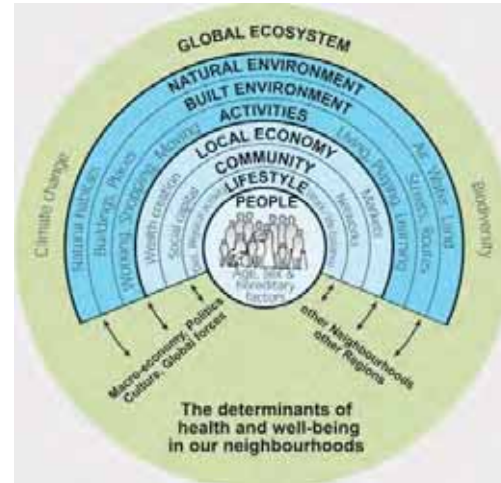 GLOBAL ECOSYSTEM
NATURAL ENVIRONMENT
BUILT ENVIRONMENT
ACTIVITIES
LOCAL ECONOMY
COMMUNITY
LIFESTYLE
PEOPLE
Climate change
Natural habitats
Buildings, Places
Working, Shopping, Moving
Wealth creation
Social capital
Biodiversity
Air, Water, Land
Streets, Routes
Living, Playing, Learning
Markets
Networks
Age, sex &
hereditary
factors
Macro-economy, Politics
Culture, Global forces
other Neighbourhoods
other Regions
The determinants of
health and well-being
in our neighbourhoods